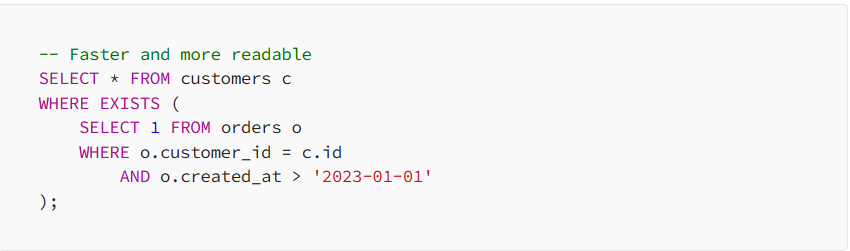 -- Faster and more readable
SELECT * FROM customers c
WHERE EXISTS (
    SELECT 1 FROM orders o
    WHERE o.customer_id = c.id
        AND o.created_at > '2023-01-01'
);